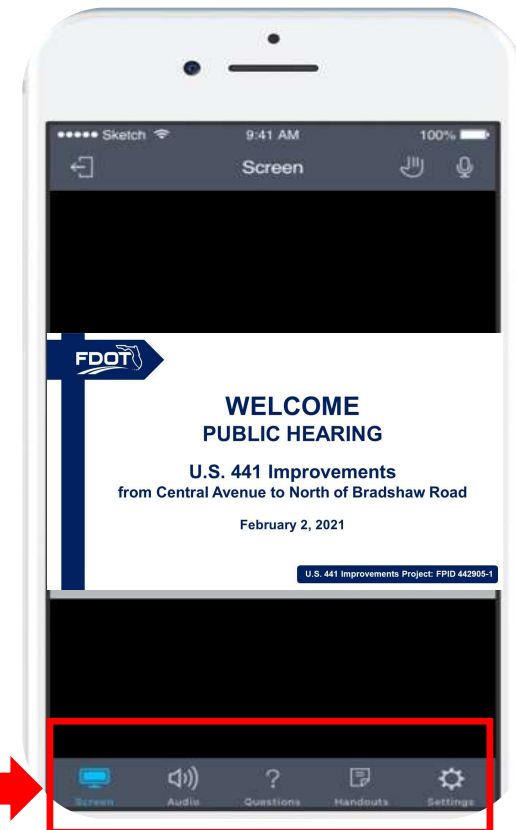 Sketch 9:41 AM 100%
Screen
FDOT
WELCOME
PUBLIC HEARING
U.S. 441 Improvements
from Central Avenue to North of Bradshaw Road
February 2, 2021
U.S. 441 Improvements Project: FPID 442905-1
?
Screen Audio Questions Handouts Settings